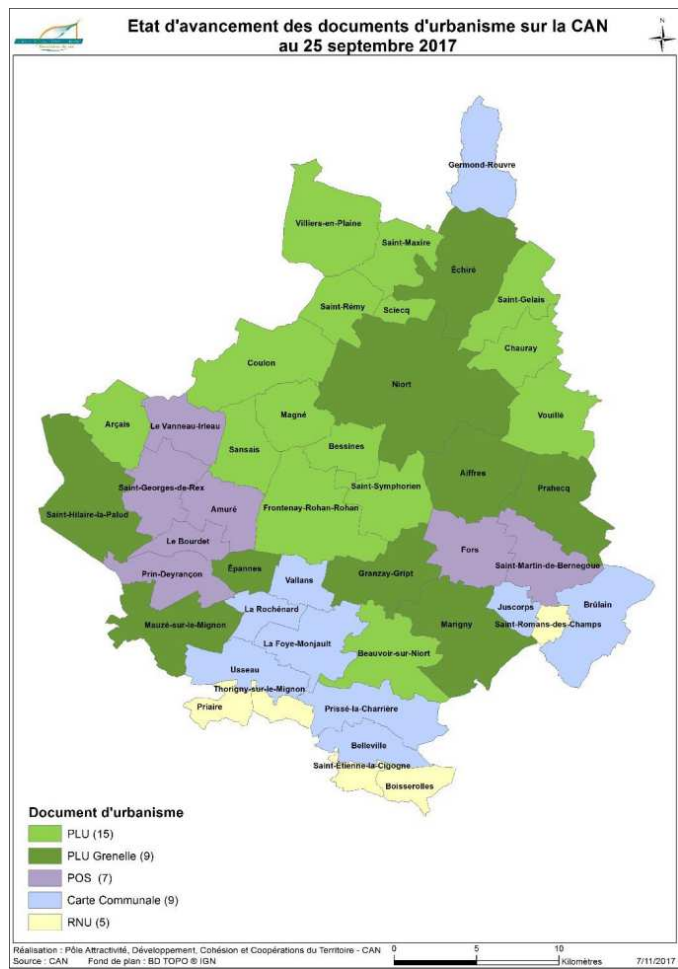 Etat d'avancement des documents d'urbanisme sur la CAN
au 25 septembre 2017
N
Germond-Rouvre
Villiers-en-Plaine
Saint-Maxire
Échiré
Saint-Rémy
Sciecq
Saint-Gelais
Chauray
Coulon
Niort
Magné
Vouillé
Arçais
Le Vanneau-Irleau
Sansais
Bessines
Aiffres
Saint-Symphorien
Prahecq
Saint-Georges-de-Rex
Amuré
Frontenay-Rohan-Rohan
Saint-Hilaire-la-Palud
Le Bourdet
Fors
Saint-Martin-de-Bernegoue
Épannes
Granzay-Gript
Prin-Deyrançon
Vallans
Juscorps
Brûlain
La Rochénard
Mauzé-sur-le-Mignon
Marigny
Saint-Romans-des-Champs
La Foye-Monjault
Beauvoir-sur-Niort
Usseau
Thorigny-sur-le-Mignon
Priaire
Prissé-la-Charrière
Belleville
Saint-Étienne-la-Cigogne
Boisserolles
Document d'urbanisme
PLU (15)
PLU Grenelle (9)
POS (7)
Carte Communale (9)
RNU (5)
Réalisation : Pôle Attractivité, Développement, Cohésion et Coopérations du Territoire - CAN
Source : CAN Fond de plan : BD TOPO ® IGN
0 5 10
Kilomètres
7/11/2017